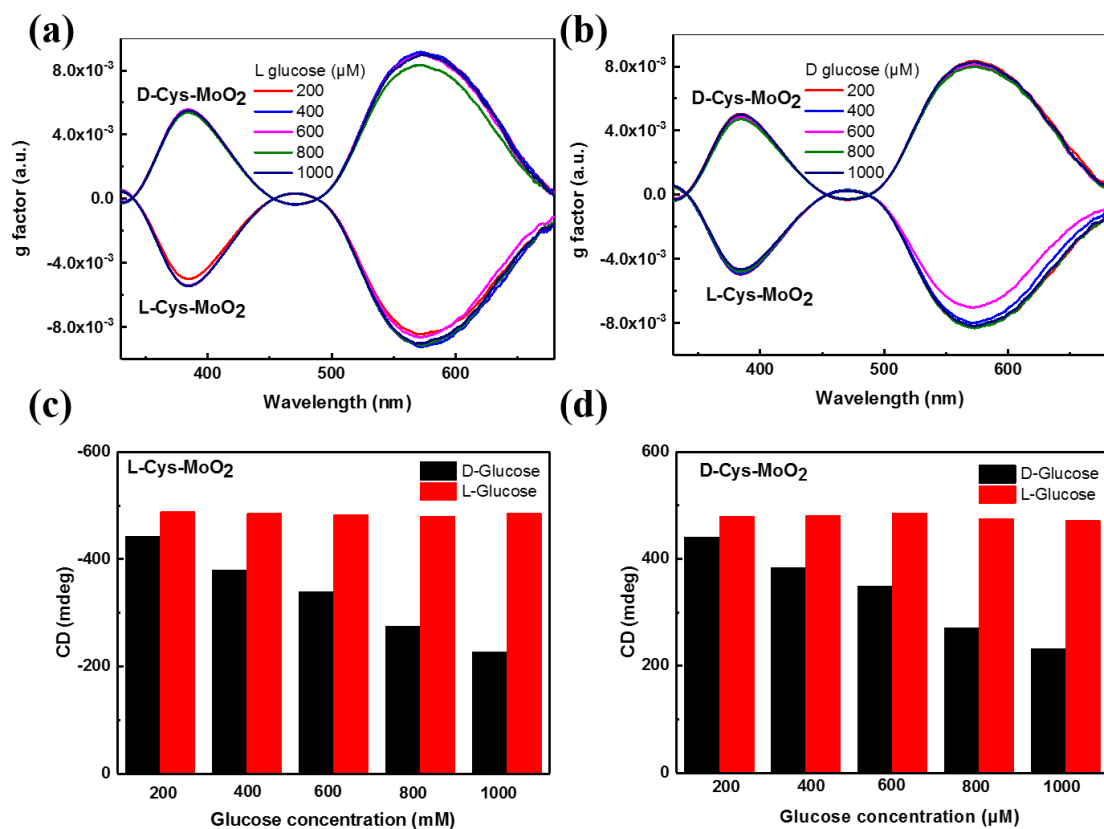 (a)
L glucose (µM)
200
400
600
800
1000
D-Cys-MoO2
L-Cys-MoO2
8.0x10-3
4.0x10-3
0.0
-4.0x10-3
-8.0x10-3
g factor (a.u.)
400
500
600
Wavelength (nm)
(b)
D glucose (µM)
200
400
600
800
1000
D-Cys-MoO2
L-Cys-MoO2
8.0x10-3
4.0x10-3
0.0
-4.0x10-3
-8.0x10-3
g factor (a.u.)
400
500
600
Wavelength (nm)
(c)
L-Cys-MoO2
D-Glucose
L-Glucose
-600
-400
-200
0
CD (mdeg)
200
400
600
800
1000
Glucose concentration (mM)
(d)
D-Cys-MoO2
D-Glucose
L-Glucose
600
400
200
0
CD (mdeg)
200
400
600
800
1000
Glucose concentration (µM)